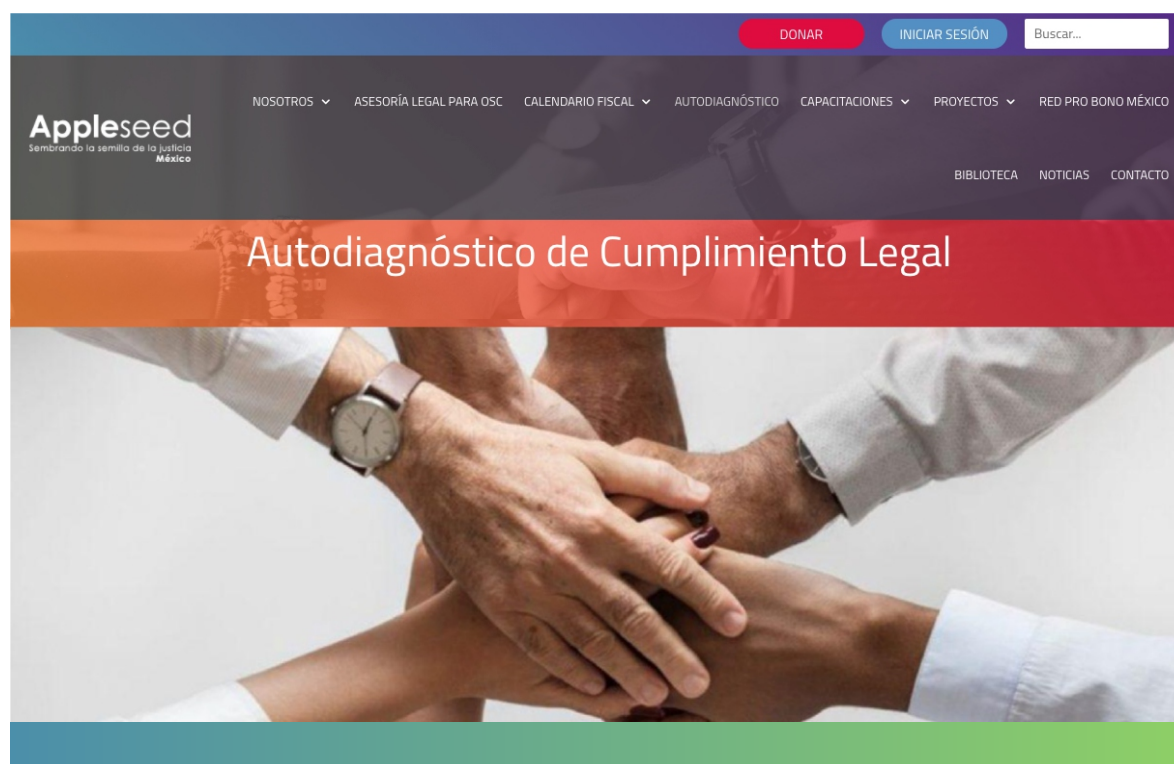 DONAR INICIAR SESIÓN Buscar...
NOSOTROS ASESORÍA LEGAL PARA OSC CALENDARIO FISCAL AUTODIAGNÓSTICO CAPACITACIONES PROYECTOS RED PRO BONO MÉXICO
Appleseed
Sembrando la semilla de la justicia
México
BIBLIOTECA NOTICIAS CONTACTO
Autodiagnóstico de Cumplimiento Legal